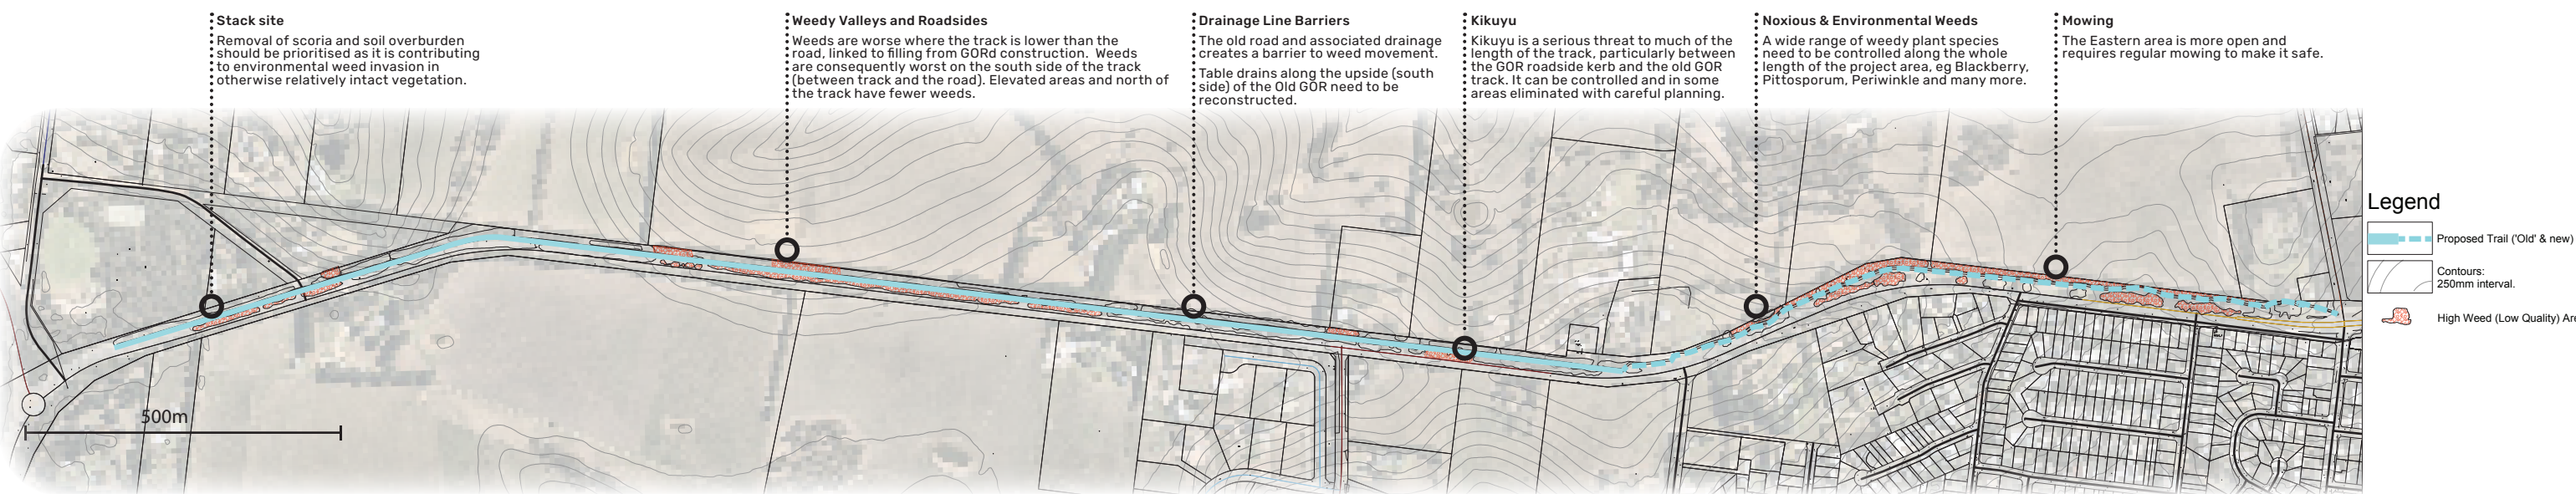 Stack site
Removal of scoria and soil overburden
should be prioritised as it is contributing
to environmental weed invasion in
otherwise relatively intact vegetation.
Weedy Valleys and Roadsides
Weeds are worse where the track is lower than the
road, linked to filling from GORd construction. Weeds
are consequently worst on the south side of the track
(between track and the road). Elevated areas and north of
the track have fewer weeds.
Drainage Line Barriers
The old road and associated drainage
creates a barrier to weed movement.
Table drains along the upside (south
side) of the Old GOR need to be
reconstructed.
Kikuyu
Kikuyu is a serious threat to much of the
length of the track, particularly between
the GOR roadside kerb and the old GOR
track. It can be controlled and in some
areas eliminated with careful planning.
Noxious & Environmental Weeds
A wide range of weedy plant species
need to be controlled along the whole
length of the project area, eg Blackberry,
Pittosporum, Periwinkle and many more.
Mowing
The Eastern area is more open and
requires regular mowing to make it safe.
Legend
Proposed Trail ('Old' & new)
Contours:
250mm interval.
High Weed (Low Quality) Are
500m